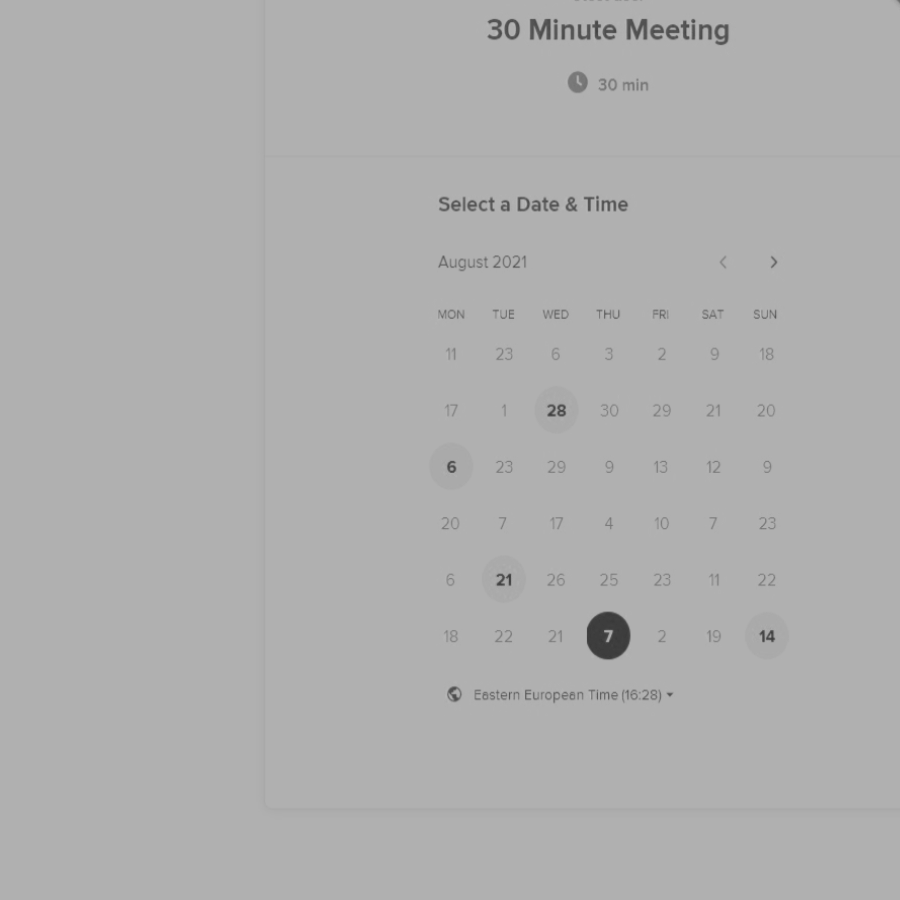 30 Minute Meeting
30 min
Select a Date & Time
August 2021
MON TUE WED THU FRI SAT SUN
11 23 6 3 2 9 18
17 1 28 30 29 21 20
6 23 29 9 13 12 9
20 7 17 4 10 7 23
6 21 26 25 23 11 22
18 22 21 7 2 19 14
Eastern European Time (16:28)